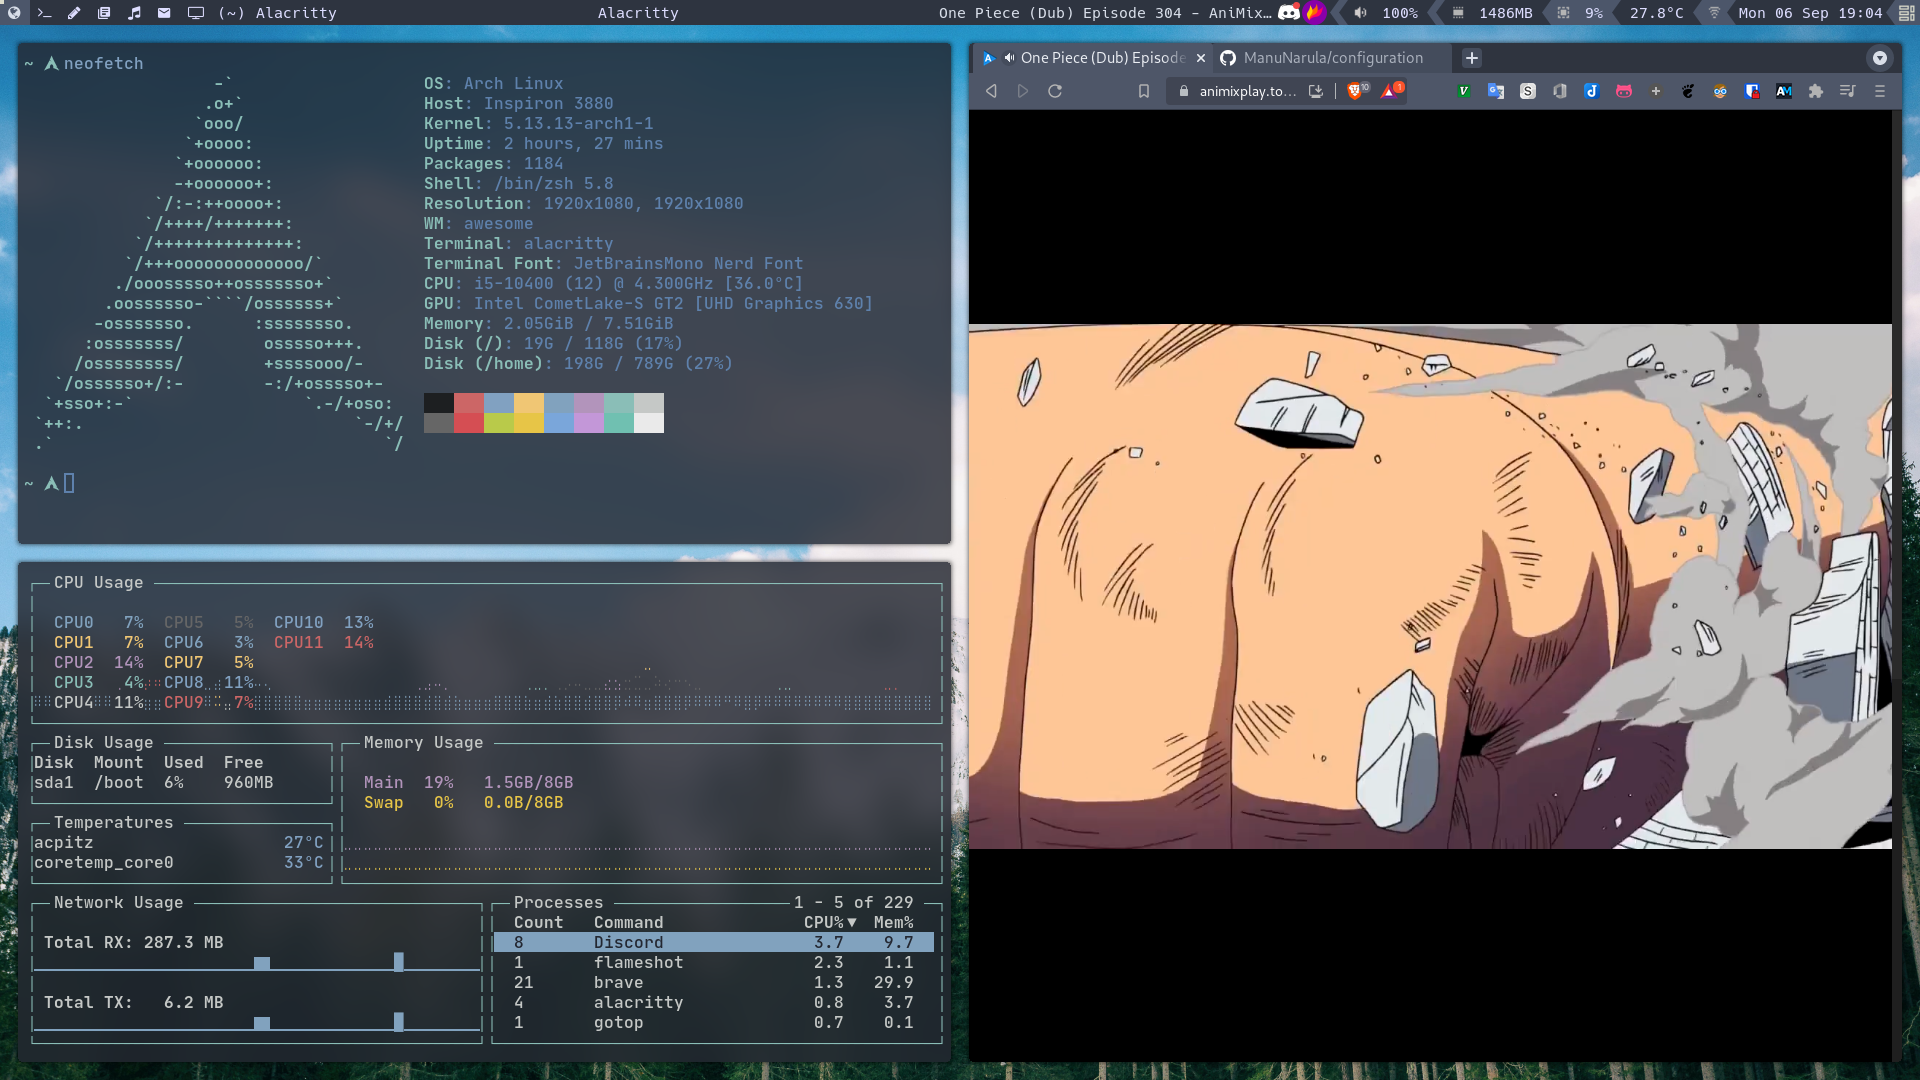 (~) Alacritty
Alacritty
One Piece (Dub) Episode 304 - AniMix…
100%
1486MB
9%
27.8°C
Mon 06 Sep 19:04
~ neofetch
OS: Arch Linux
Host: Inspiron 3880
Kernel: 5.13.13-arch1-1
Uptime: 2 hours, 27 mins
Packages: 1184
Shell: /bin/zsh 5.8
Resolution: 1920x1080, 1920x1080
WM: awesome
Terminal: alacritty
Terminal Font: JetBrainsMono Nerd Font
CPU: i5-10400 (12) @ 4.300GHz [36.0°C]
GPU: Intel CometLake-S GT2 [UHD Graphics 630]
Memory: 2.05GiB / 7.51GiB
Disk (/): 19G / 118G (17%)
Disk (/home): 198G / 789G (27%)
~
CPU Usage
CPU0 7% CPU5 5% CPU10 13%
CPU1 7% CPU6 3% CPU11 14%
CPU2 14% CPU7 5%
CPU3 4% CPU8 11%
CPU4 11% CPU9 7%
Disk Usage
Disk Mount Used Free
sda1 /boot 6% 960MB
Memory Usage
Main 19% 1.5GB/8GB
Swap 0% 0.0B/8GB
Temperatures
acpitz 27°C
coretemp_core0 33°C
Network Usage
Total RX: 287.3 MB
Total TX: 6.2 MB
Processes 1 - 5 of 229
Count Command CPU%▼ Mem%
8 Discord 3.7 9.7
1 flameshot 2.3 1.1
21 brave 1.3 29.9
4 alacritty 0.8 3.7
1 gotop 0.7 0.1
One Piece (Dub) Episode
ManuNarula/configuration
animixplay.to…
10
1